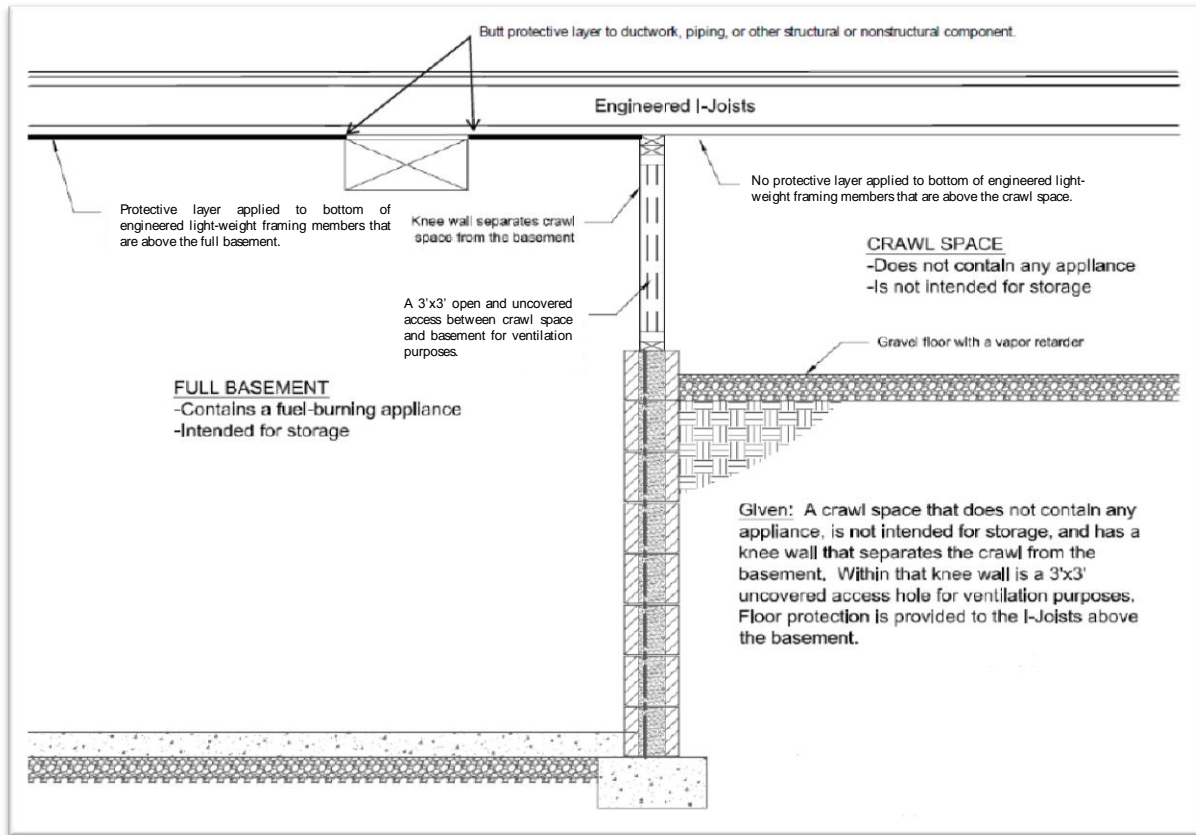 Butt protective layer to ductwork, piping, or other structural or nonstructural component.
Engineered I-Joists
Protective layer applied to bottom of
engineered light-weight framing members that
are above the full basement.
Knee wall separates crawl
space from the basement
No protective layer applied to bottom of engineered light-
weight framing members that are above the crawl space.
CRAWL SPACE
-Does not contain any appliance
-Is not intended for storage
A 3'x3' open and uncovered
access between crawl space
and basement for ventilation
purposes.
Gravel floor with a vapor retarder
FULL BASEMENT
-Contains a fuel-burning appliance
-Intended for storage
Given: A crawl space that does not contain any
appliance, is not intended for storage, and has a
knee wall that separates the crawl from the
basement. Within that knee wall is a 3'x3'
uncovered access hole for ventilation purposes.
Floor protection is provided to the I-Joists above
the basement.